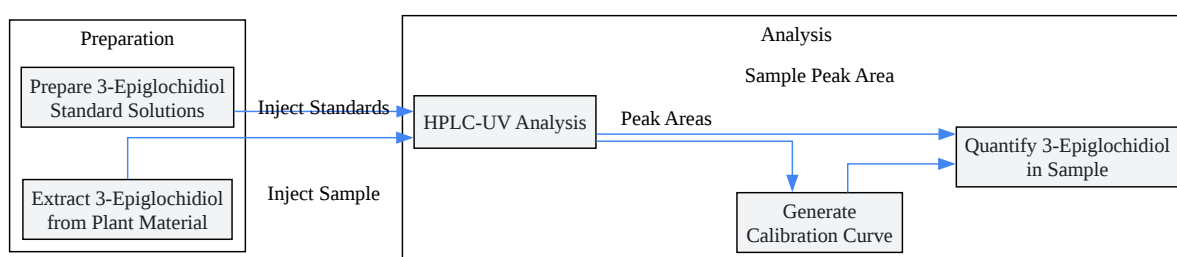 Preparation
Prepare 3-Epiglochidiol
Standard Solutions
Extract 3-Epiglochidiol
from Plant Material
Inject Standards
Inject Sample
Analysis
Sample Peak Area
HPLC-UV Analysis
Peak Areas
Generate
Calibration Curve
Quantify 3-Epiglochidiol
in Sample